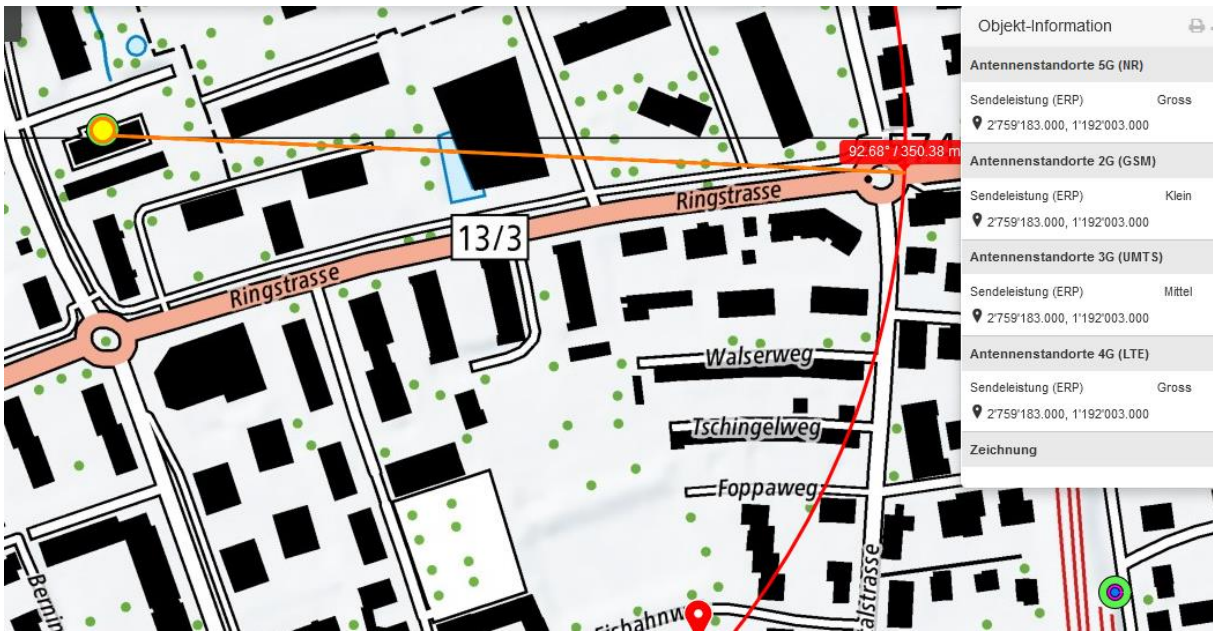 Objekt-Information
Antennenstandorte 5G (NR)
Sendeleistung (ERP) Gross
2'759'183.000, 1'192'003.000
Antennenstandorte 2G (GSM)
Sendeleistung (ERP) Klein
2'759'183.000, 1'192'003.000
Antennenstandorte 3G (UMTS)
Sendeleistung (ERP) Mittel
2'759'183.000, 1'192'003.000
Antennenstandorte 4G (LTE)
Sendeleistung (ERP) Gross
2'759'183.000, 1'192'003.000
Zeichnung
92.68° / 350.38 m
Ringstrasse
13/3
Ringstrasse
Walserweg
Tschingelweg
Foppaweg
Eisbahnw
alstrasse
Bernin